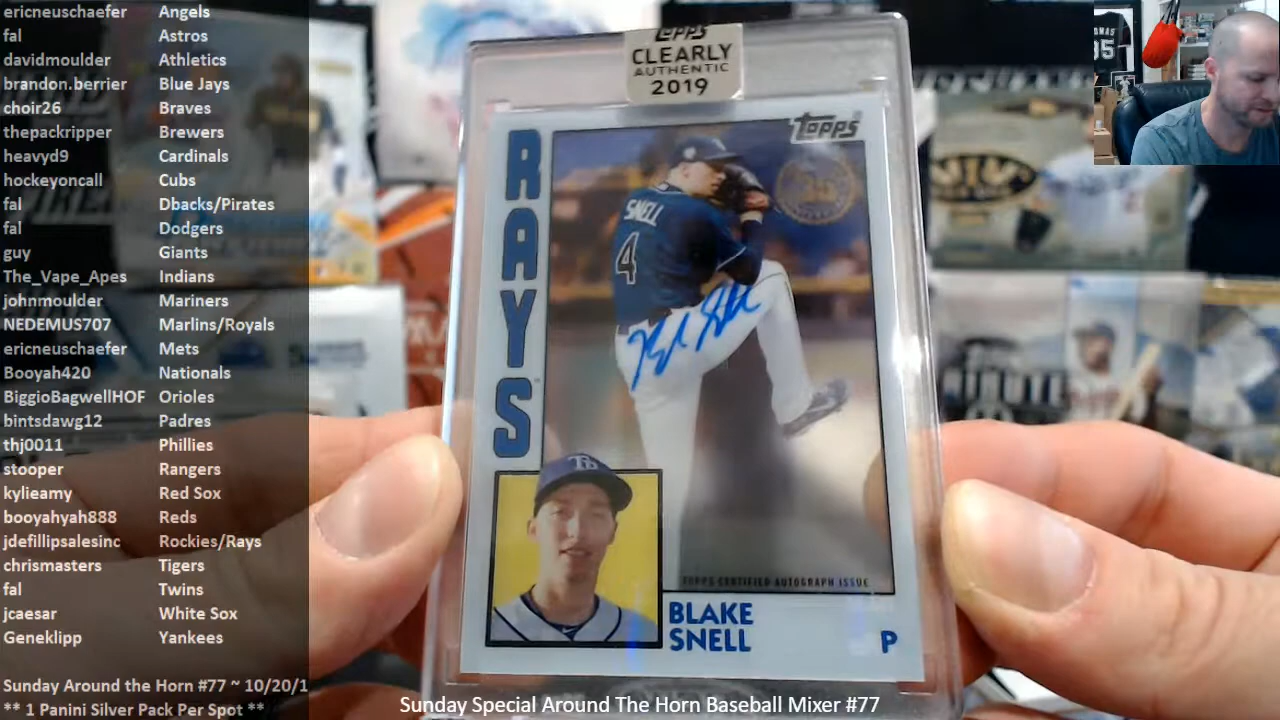 ericneuschaefer Angels
fal Astros
davidmoulder Athletics
brandon.berrier Blue Jays
choir26 Braves
thepackripper Brewers
heavyd9 Cardinals
hockeyoncall Cubs
fal Dbacks/Pirates
fal Dodgers
guy Giants
The_Vape_Apes Indians
johnmoulder Mariners
NEDEMUS707 Marlins/Royals
ericneuschaefer Mets
Booyah420 Nationals
BiggioBagwellHOF Orioles
bintsdawg12 Padres
thj0011 Phillies
stooper Rangers
kylieamy Red Sox
booyahyah888 Reds
jdefillipsalesinc Rockies/Rays
chrismasters Tigers
fal Twins
jcaesar White Sox
Geneklipp Yankees
Sunday Around the Horn #77 ~ 10/20/1
** 1 Panini Silver Pack Per Spot **
Topps
CLEARLY
AUTHENTIC
2019
Topps
RAYS
SNELL
4
TB
TOPPS CERTIFIED AUTOGRAPH ISSUE
BLAKE
SNELL
P
MINUTE
Sunday Special Around The Horn Baseball Mixer #77